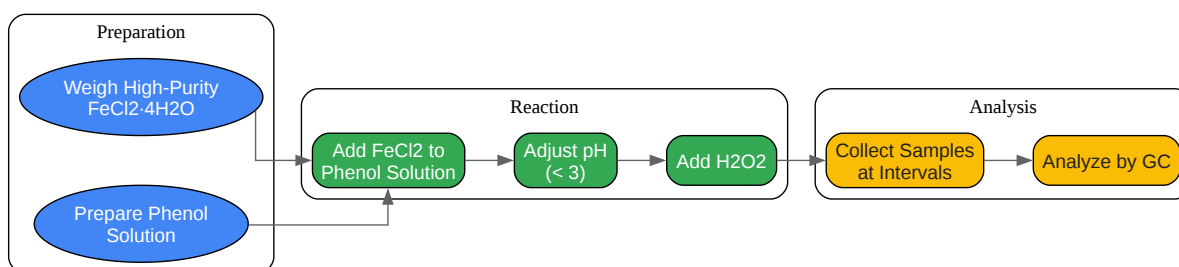 Preparation
Weigh High-Purity
FeCl2·4H2O
Prepare Phenol
Solution
Reaction
Add FeCl2 to
Phenol Solution
Adjust pH
(< 3)
Add H2O2
Analysis
Collect Samples
at Intervals
Analyze by GC